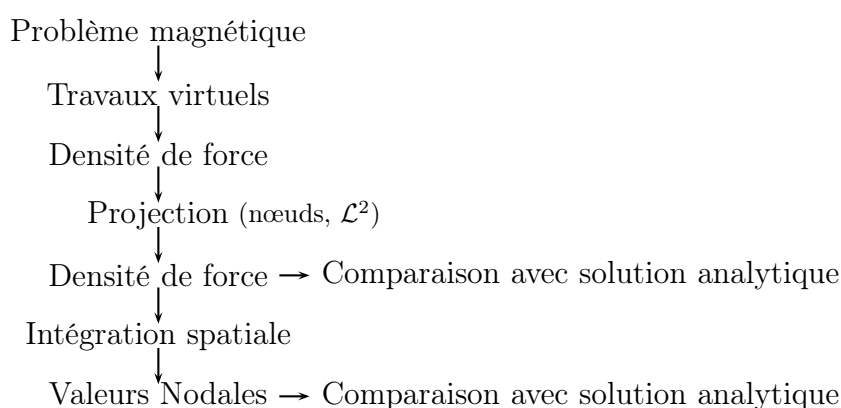 Problème magnétique
Travaux virtuels
Densité de force
Projection (nœuds, ℒ²)
Densité de force → Comparaison avec solution analytique
Intégration spatiale
Valeurs Nodales → Comparaison avec solution analytique